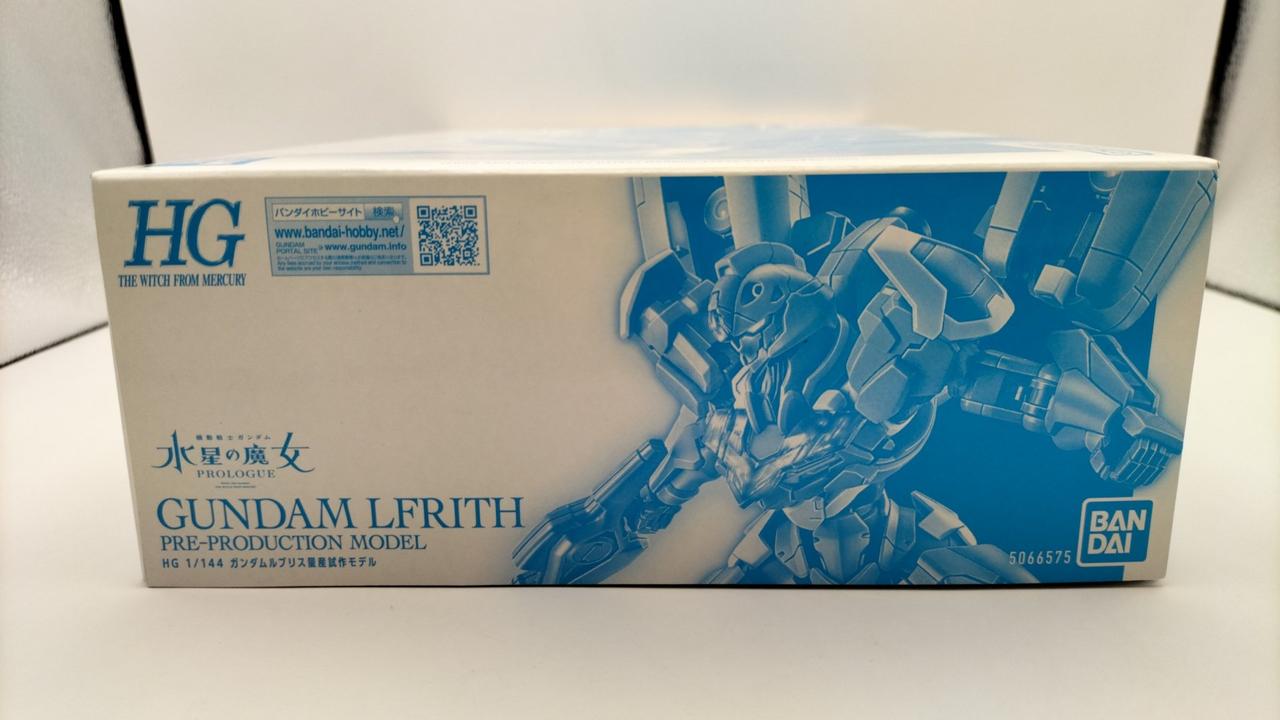 HG
THE WITCH FROM MERCURY
バンダイホビーサイト 検索
www.bandai-hobby.net/
GUNDAM
PORTAL SITE www.gundam.info
機動戦士ガンダム
水星の魔女
PROLOGUE
GUNDAM LFRITH
PRE-PRODUCTION MODEL
HG 1/144 ガンダムルブリス量産試作モデル
9
5066575
BAN
DAI